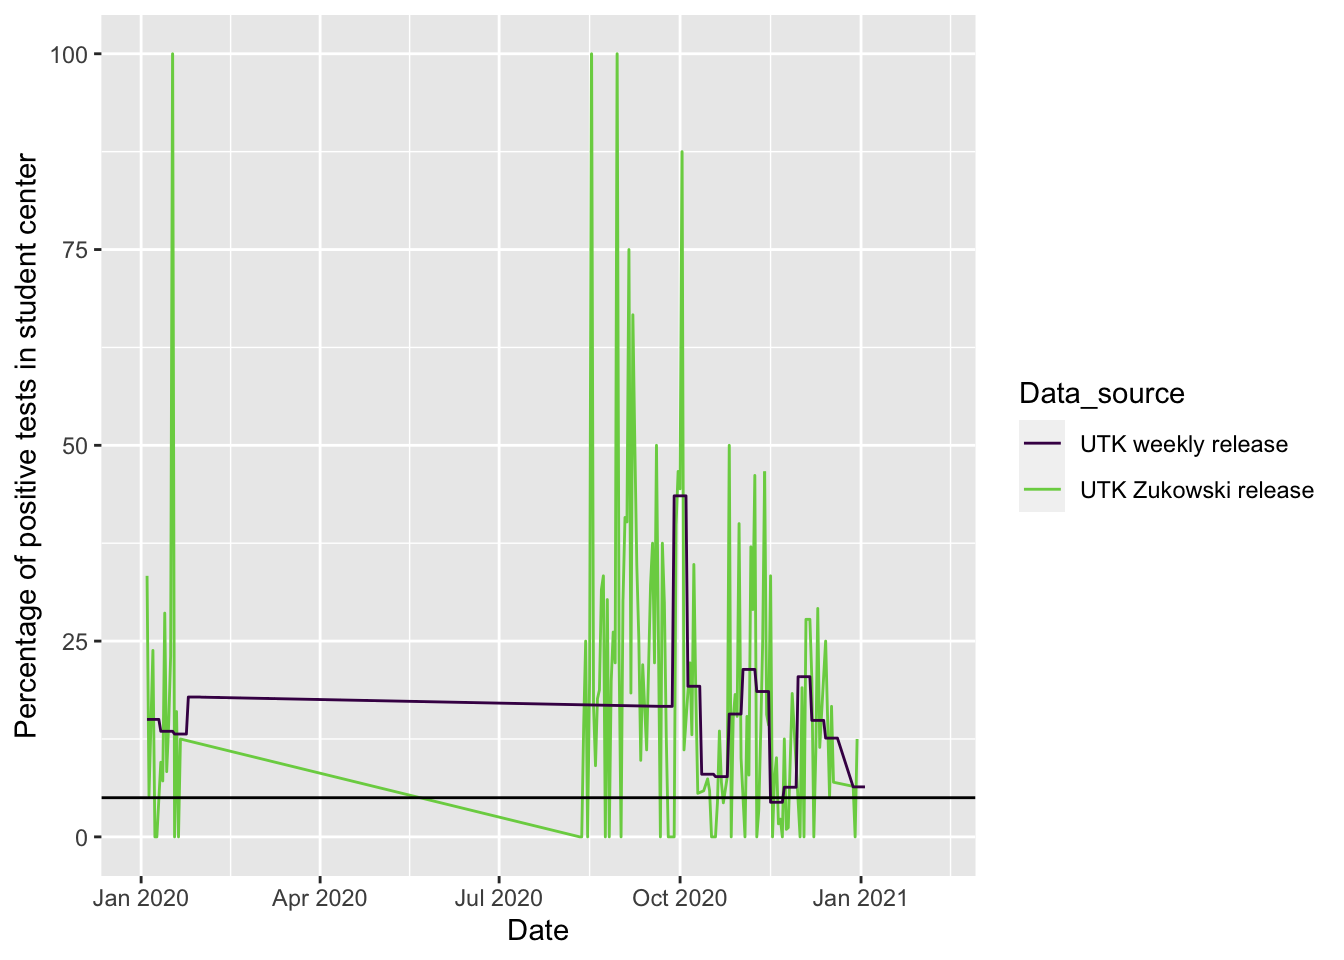 Percentage of positive tests in student center
100
75
50
25
0
Jan 2020
Apr 2020
Jul 2020
Oct 2020
Jan 2021
Date
Data_source
UTK weekly release
UTK Zukowski release